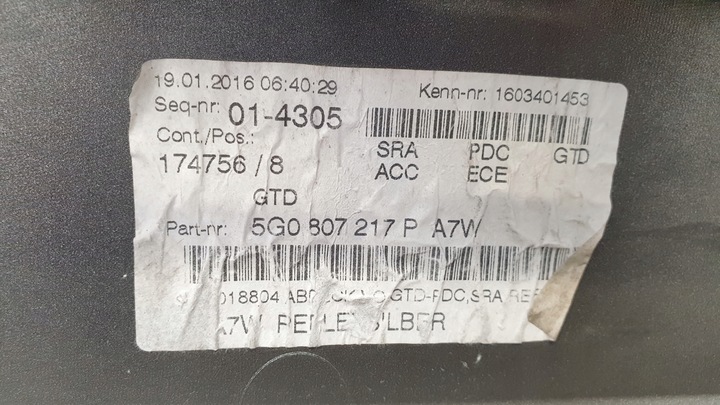 19.01.2016 06:40:29 Kenn-nr: 1603401453
Seq-nr: 01-4305
Cont./Pos.:
174756 / 8 SRA PDC GTD
ACC ECE
GTD
Part-nr: 5G0 807 217 P A7W
018804 GTD-PDC,SRA
A7W